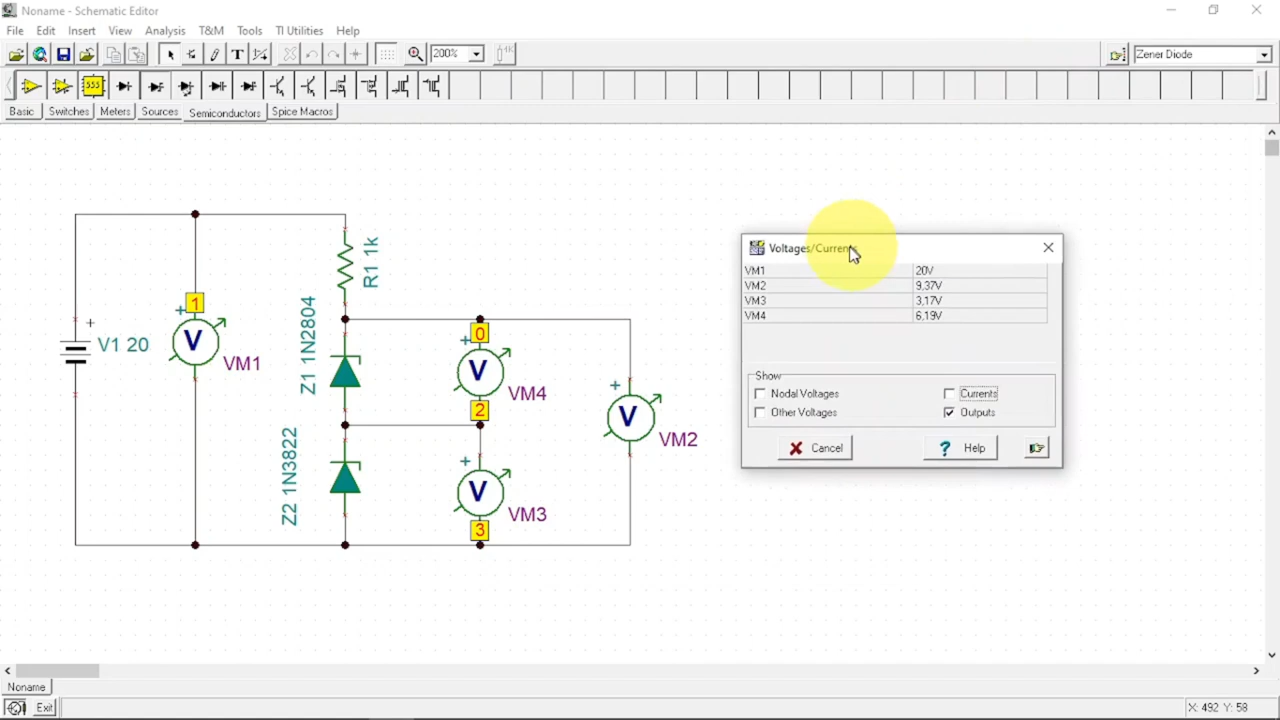 Noname - Schematic Editor
File Edit Insert View Analysis T&M Tools TI Utilities Help
T 200% 1K Zener Diode
555
Basic Switches Meters Sources Semiconductors Spice Macros
V1 20
+
1
+
V
VM1
R1 1k
Z1 1N2804
0
+
V
VM4
2
+
V
VM2
Z2 1N3822
+
V
VM3
3
Voltages/Currents
VM1 20V
VM2 9.37V
VM3 3.17V
VM4 6.19V
Show
Nodal Voltages Currents
Other Voltages Outputs
Cancel ? Help
Noname
Exit X: 492 Y: 58